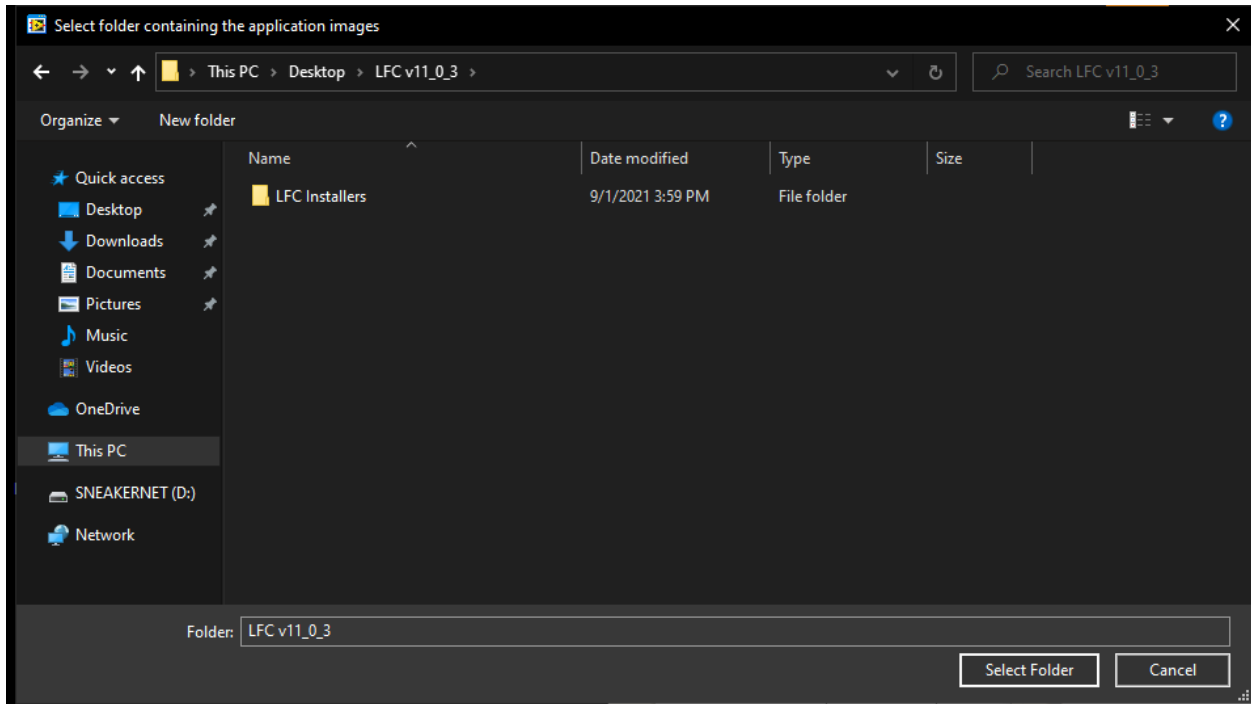 Select folder containing the application images
This PC > Desktop > LFC v11_0_3 >
Search LFC v11_0_3
Organize
New folder
Name
Date modified
Type
Size
Quick access
Desktop
Downloads
Documents
Pictures
Music
Videos
OneDrive
This PC
SNEAKERNET (D:)
Network
LFC Installers
9/1/2021 3:59 PM
File folder
Folder: LFC v11_0_3
Select Folder
Cancel